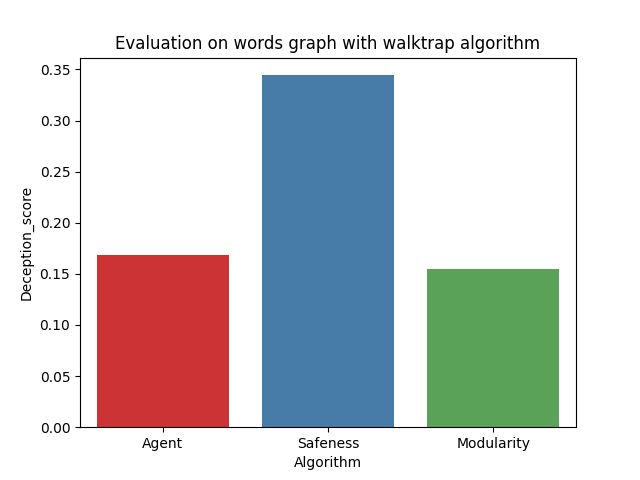 Evaluation on words graph with walktrap algorithm
0.35
0.30
0.25
0.20
0.15
0.10
0.05
0.00
Deception_score
Agent
Safeness
Modularity
Algorithm